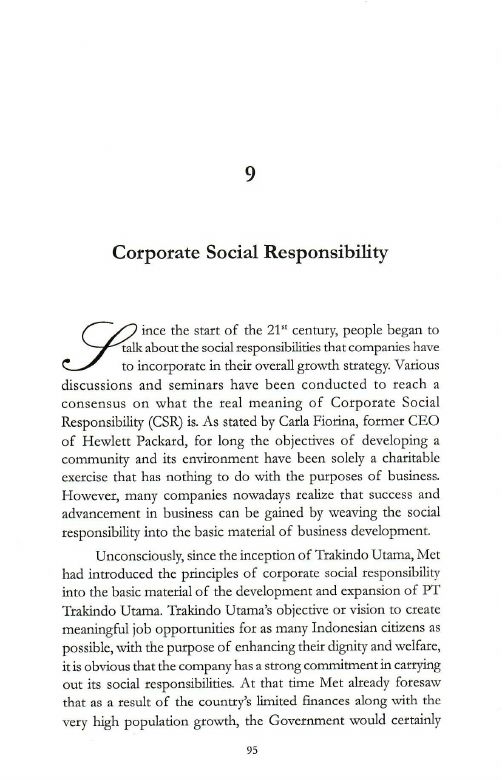 9
Corporate Social Responsibility
Since the start of the 21st century, people began to
talk about the social responsibilities that companies have
to incorporate in their overall growth strategy. Various
discussions and seminars have been conducted to reach a
consensus on what the real meaning of Corporate Social
Responsibility (CSR) is. As stated by Carla Fiorina, former CEO
of Hewlett Packard, for long the objectives of developing a
community and its environment have been solely a charitable
exercise that has nothing to do with the purposes of business.
However, many companies nowadays realize that success and
advancement in business can be gained by weaving the social
responsibility into the basic material of business development.
Unconsciously, since the inception of Trakindo Utama, Met
had introduced the principles of corporate social responsibility
into the basic material of the development and expansion of PT
Trakindo Utama. Trakindo Utama's objective or vision to create
meaningful job opportunities for as many Indonesian citizens as
possible, with the purpose of enhancing their dignity and welfare,
it is obvious that the company has a strong commitment in carrying
out its social responsibilities. At that time Met already foresaw
that as a result of the country's limited finances along with the
very high population growth, the Government would certainly
95